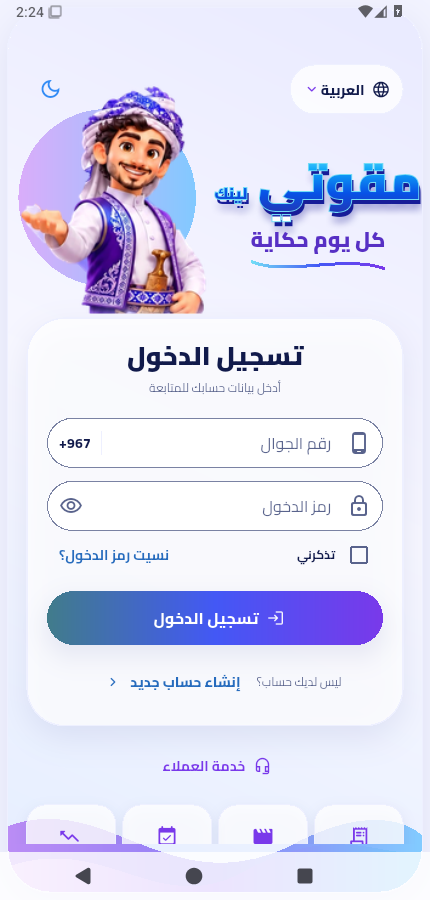 2:24
العربية
مقوتي لينك
كل يوم حكاية
تسجيل الدخول
أدخل بيانات حسابك للمتابعة
رقم الجوال
+967
رمز الدخول
تذكرني
نسيت رمز الدخول؟
تسجيل الدخول
ليس لديك حساب؟ إنشاء حساب جديد
خدمة العملاء